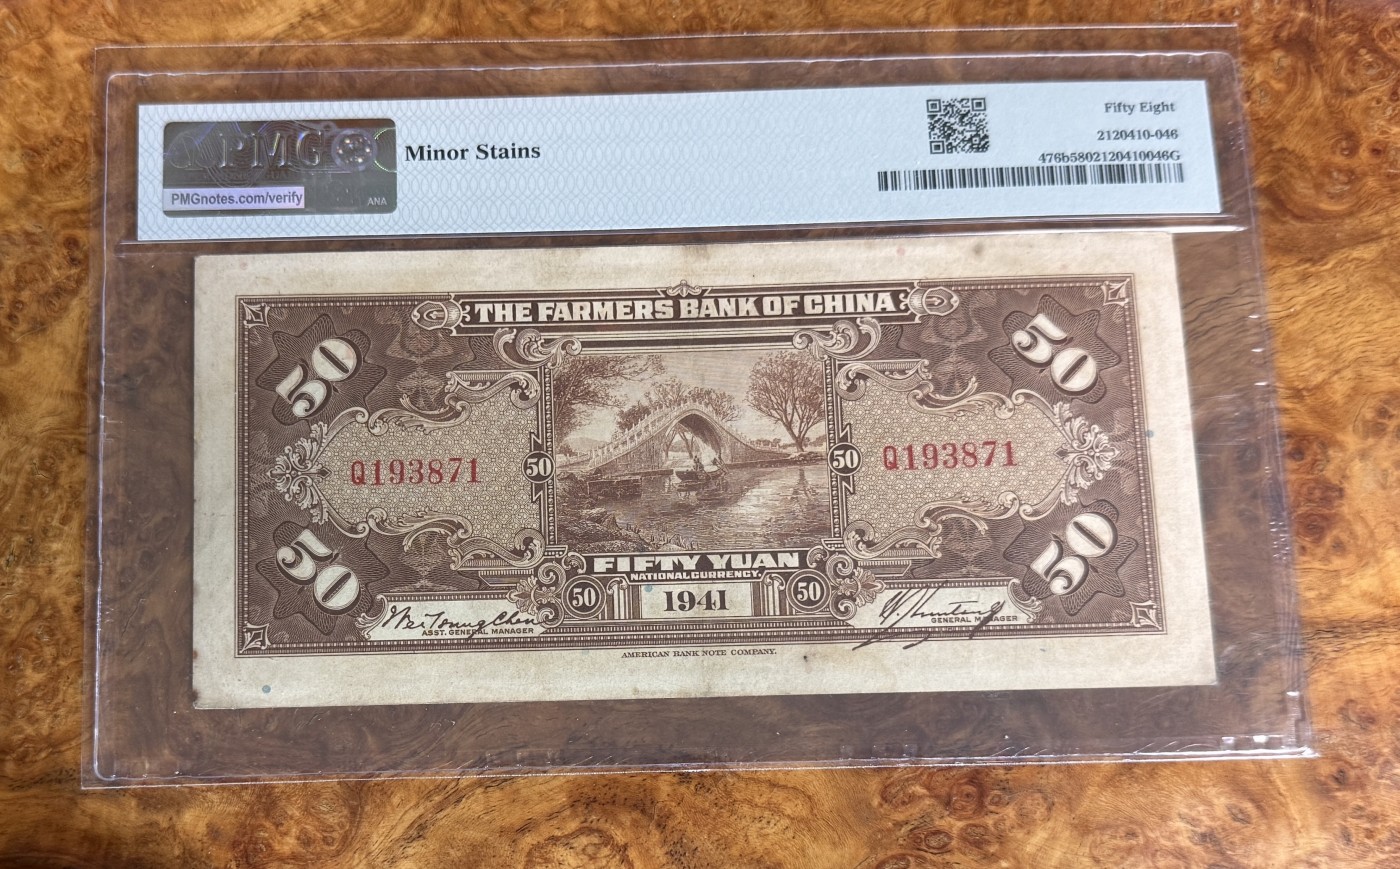 PMG
PMGnotes.com/verify
ANA
Minor Stains
Fifty Eight
2120410-046
476b5802120410046G
THE FARMERS BANK OF CHINA
50
50
Q193871
50
50
Q193871
50
50
FIFTY YUAN
NATIONAL CURRENCY
50
1941
50
ASST. GENERAL MANAGER
GENERAL MANAGER
AMERICAN BANK NOTE COMPANY.